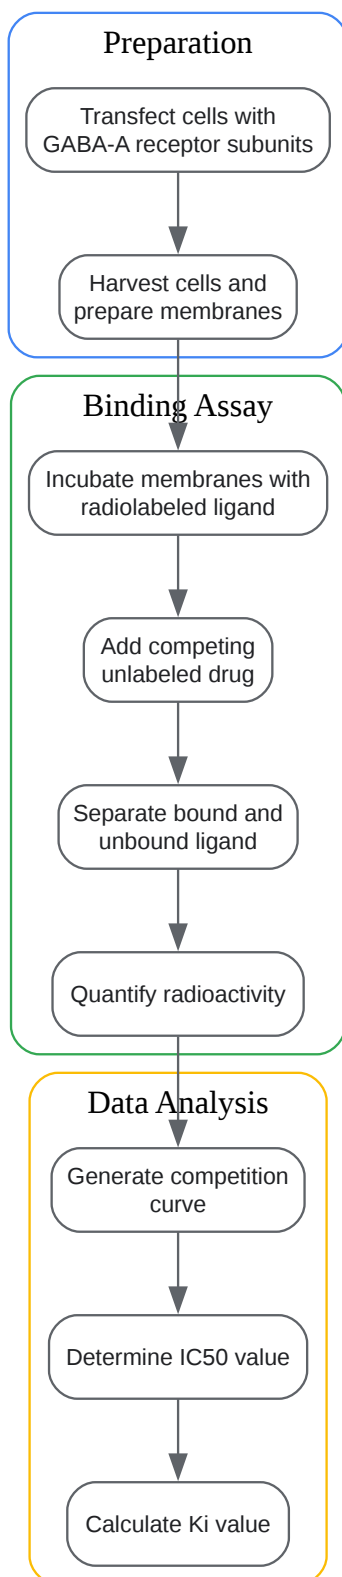 Preparation
Transfect cells with
GABA-A receptor subunits
Harvest cells and
prepare membranes
Binding Assay
Incubate membranes with
radiolabeled ligand
Add competing
unlabeled drug
Separate bound and
unbound ligand
Quantify radioactivity
Data Analysis
Generate competition
curve
Determine IC50 value
Calculate Ki value